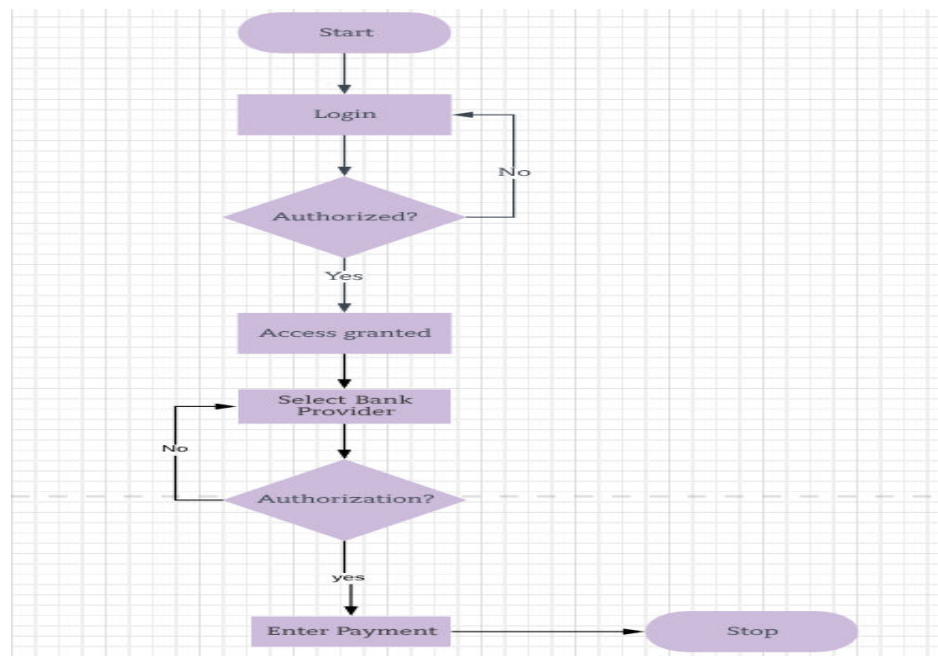 Start
Login
No
Authorized?
Yes
Access granted
Select Bank
Provider
No
Authorization?
yes
Enter Payment
Stop